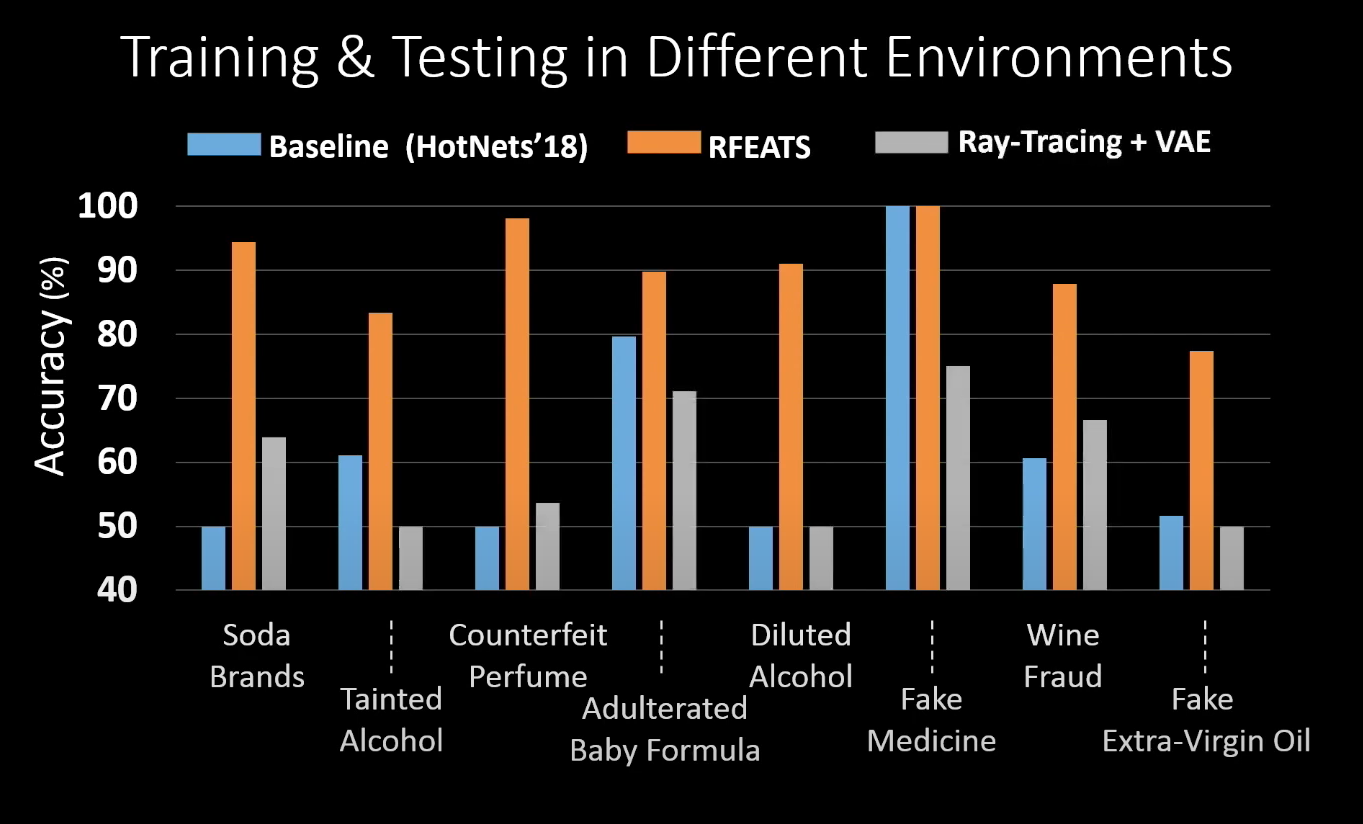 Training & Testing in Different Environments
Baseline (HotNets’18)
RFEATS
Ray-Tracing + VAE
Accuracy (%)
100
90
80
70
60
50
40
Soda
Brands
Tainted
Alcohol
Counterfeit
Perfume
Adulterated
Baby Formula
Diluted
Alcohol
Fake
Medicine
Wine
Fraud
Fake
Extra-Virgin Oil